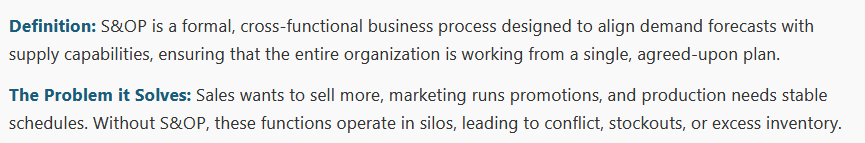 Definition: S&OP is a formal, cross-functional business process designed to align demand forecasts with
supply capabilities, ensuring that the entire organization is working from a single, agreed-upon plan.
The Problem it Solves: Sales wants to sell more, marketing runs promotions, and production needs stable
schedules. Without S&OP, these functions operate in silos, leading to conflict, stockouts, or excess inventory.